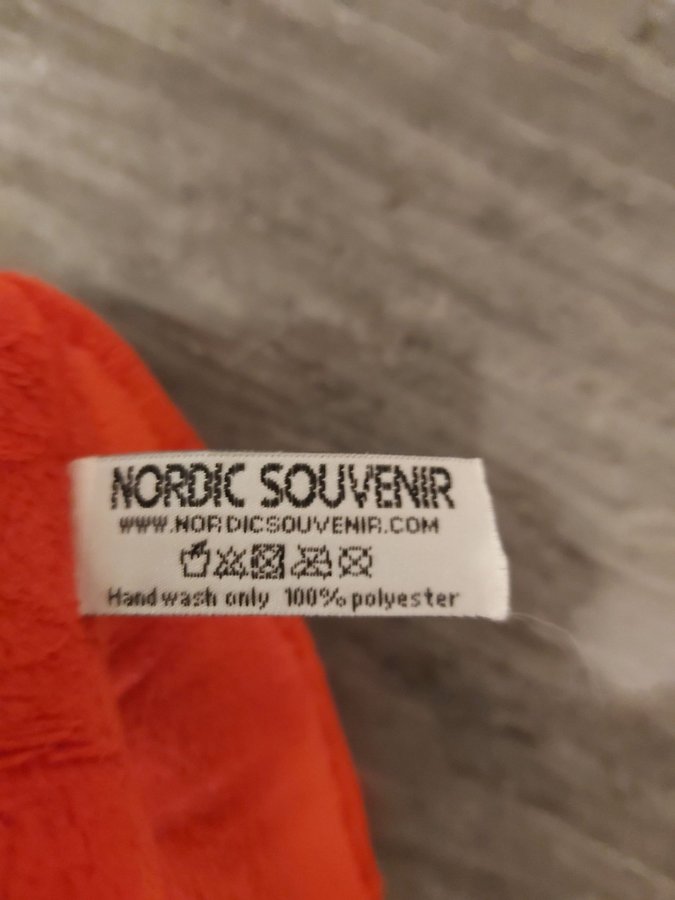 NORDIC SOUVENIR
WWW.NORDICSOUVENIR.COM
Hand wash only 100% polyester